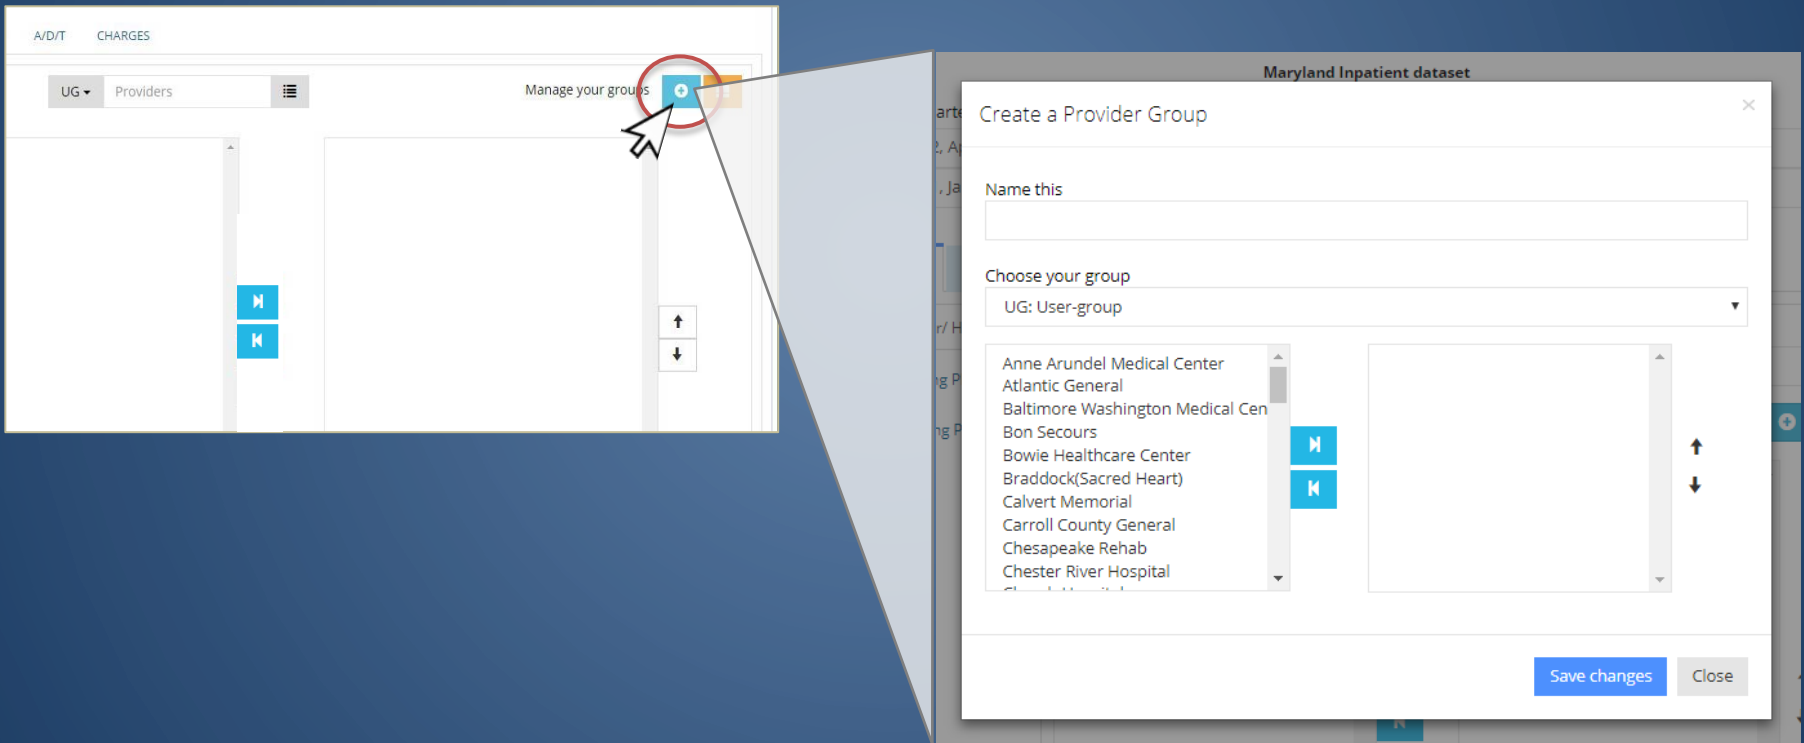 A/D/T CHARGES
UG Providers
Manage your groups
Maryland Inpatient dataset
Create a Provider Group
×
Name this
Choose your group
UG: User-group
Anne Arundel Medical Center
Atlantic General
Baltimore Washington Medical Cen
Bon Secours
Bowie Healthcare Center
Braddock(Sacred Heart)
Calvert Memorial
Carroll County General
Chesapeake Rehab
Chester River Hospital
Save changes Close